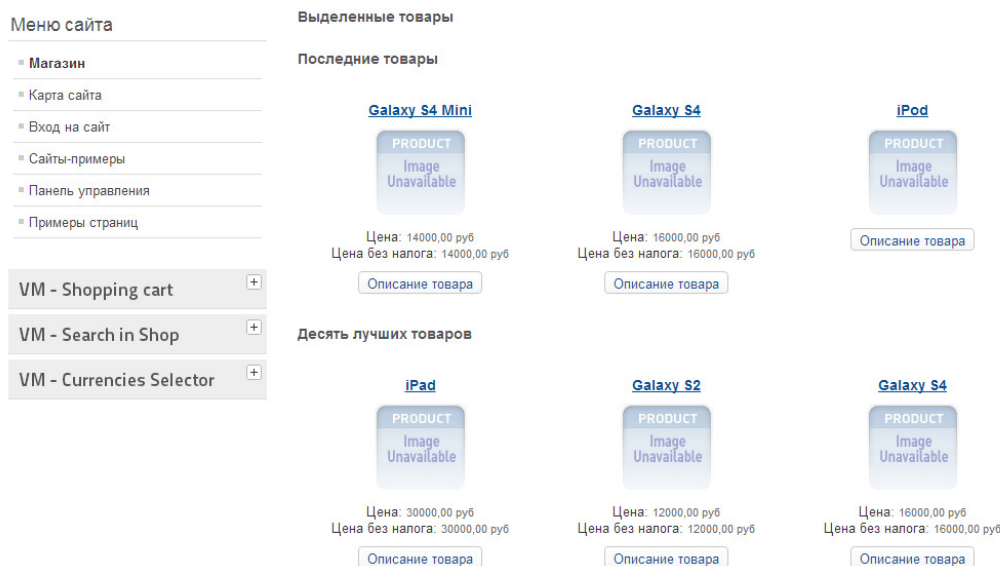 Меню сайта
Магазин
Карта сайта
Вход на сайт
Сайты-примеры
Панель управления
Примеры страниц
VM - Shopping cart
VM - Search in Shop
VM - Currencies Selector
Выделенные товары
Последние товары
Galaxy S4 Mini
PRODUCT
Image
Unavailable
Цена: 14000,00 руб
Цена без налога: 14000,00 руб
Описание товара
Galaxy S4
PRODUCT
Image
Unavailable
Цена: 16000,00 руб
Цена без налога: 16000,00 руб
Описание товара
iPod
PRODUCT
Image
Unavailable
Описание товара
Десять лучших товаров
iPad
PRODUCT
Image
Unavailable
Цена: 30000,00 руб
Цена без налога: 30000,00 руб
Описание товара
Galaxy S2
PRODUCT
Image
Unavailable
Цена: 12000,00 руб
Цена без налога: 12000,00 руб
Описание товара
Galaxy S4
PRODUCT
Image
Unavailable
Цена: 16000,00 руб
Цена без налога: 16000,00 руб
Описание товара